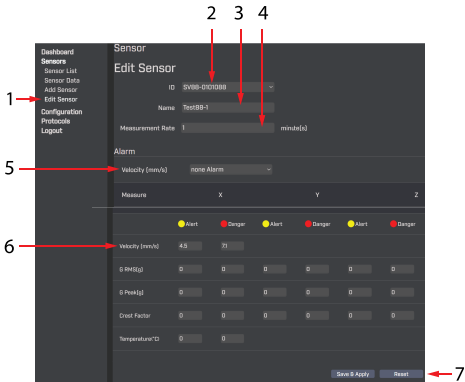 2 3 4
Dashboard
Sensors
Sensor List
Sensor Data
Add Sensor
1 Edit Sensor
Configuration
Protocols
Logout
Sensor
Edit Sensor
ID SV88-0101088
Name Test88-1
Measurement Rate 1 minute(s)
Alarm
5 Velocity (mm/s) none Alarm
Measure X Y Z
Alert Danger Alert Danger Alert Danger
6 Velocity (mm/s) 4.5 7.1
G RMS(g) 0 0 0 0 0 0
G Peak(g) 0 0 0 0 0 0
Crest Factor 0 0 0 0 0 0
Temperature(°C) 0 0
Save & Apply Reset 7